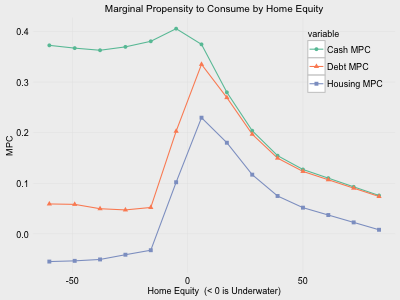 Marginal Propensity to Consume by Home Equity
variable
Cash MPC
Debt MPC
Housing MPC
MPC
0.4
0.3
0.2
0.1
0.0
-50 0 50
Home Equity (< 0 is Underwater)